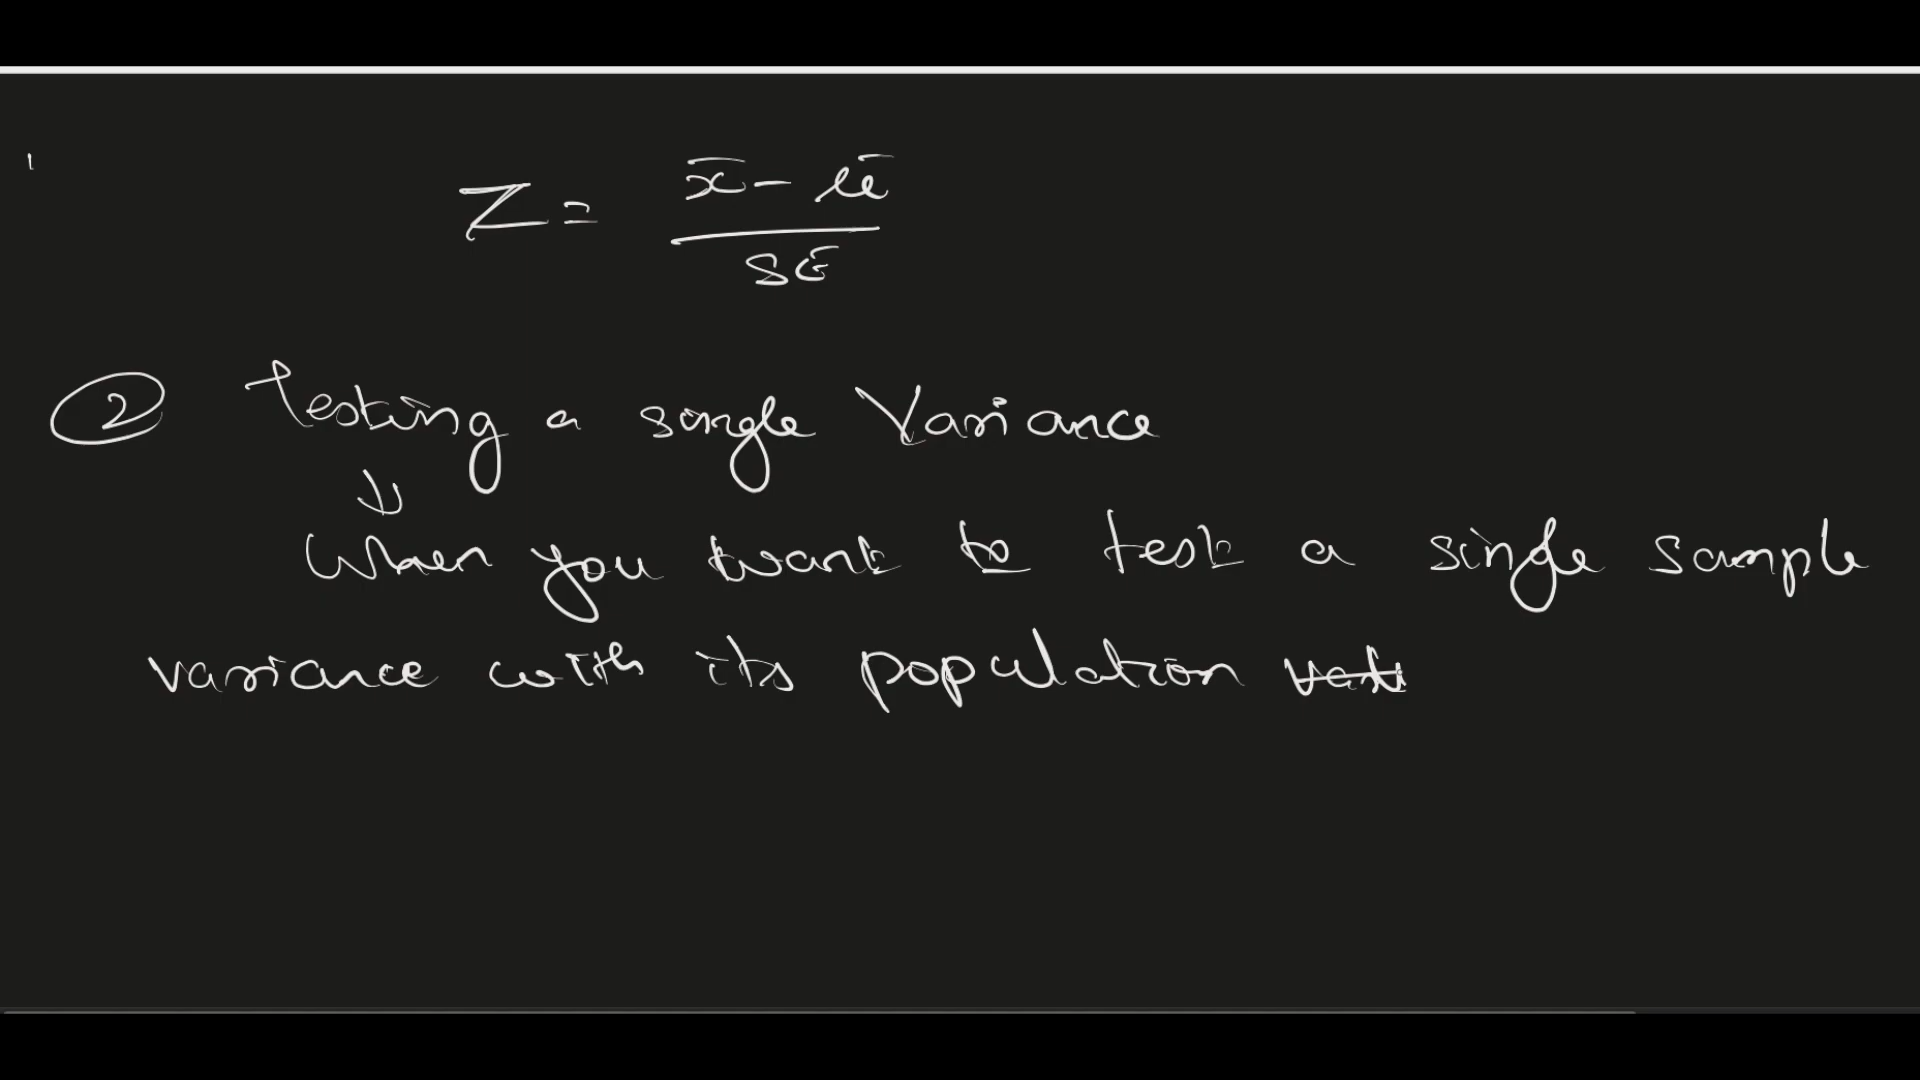 Z = x̄ - μ̄
SE
② Testing a single Variance
↓
When you want to test a single sample
variance with its population